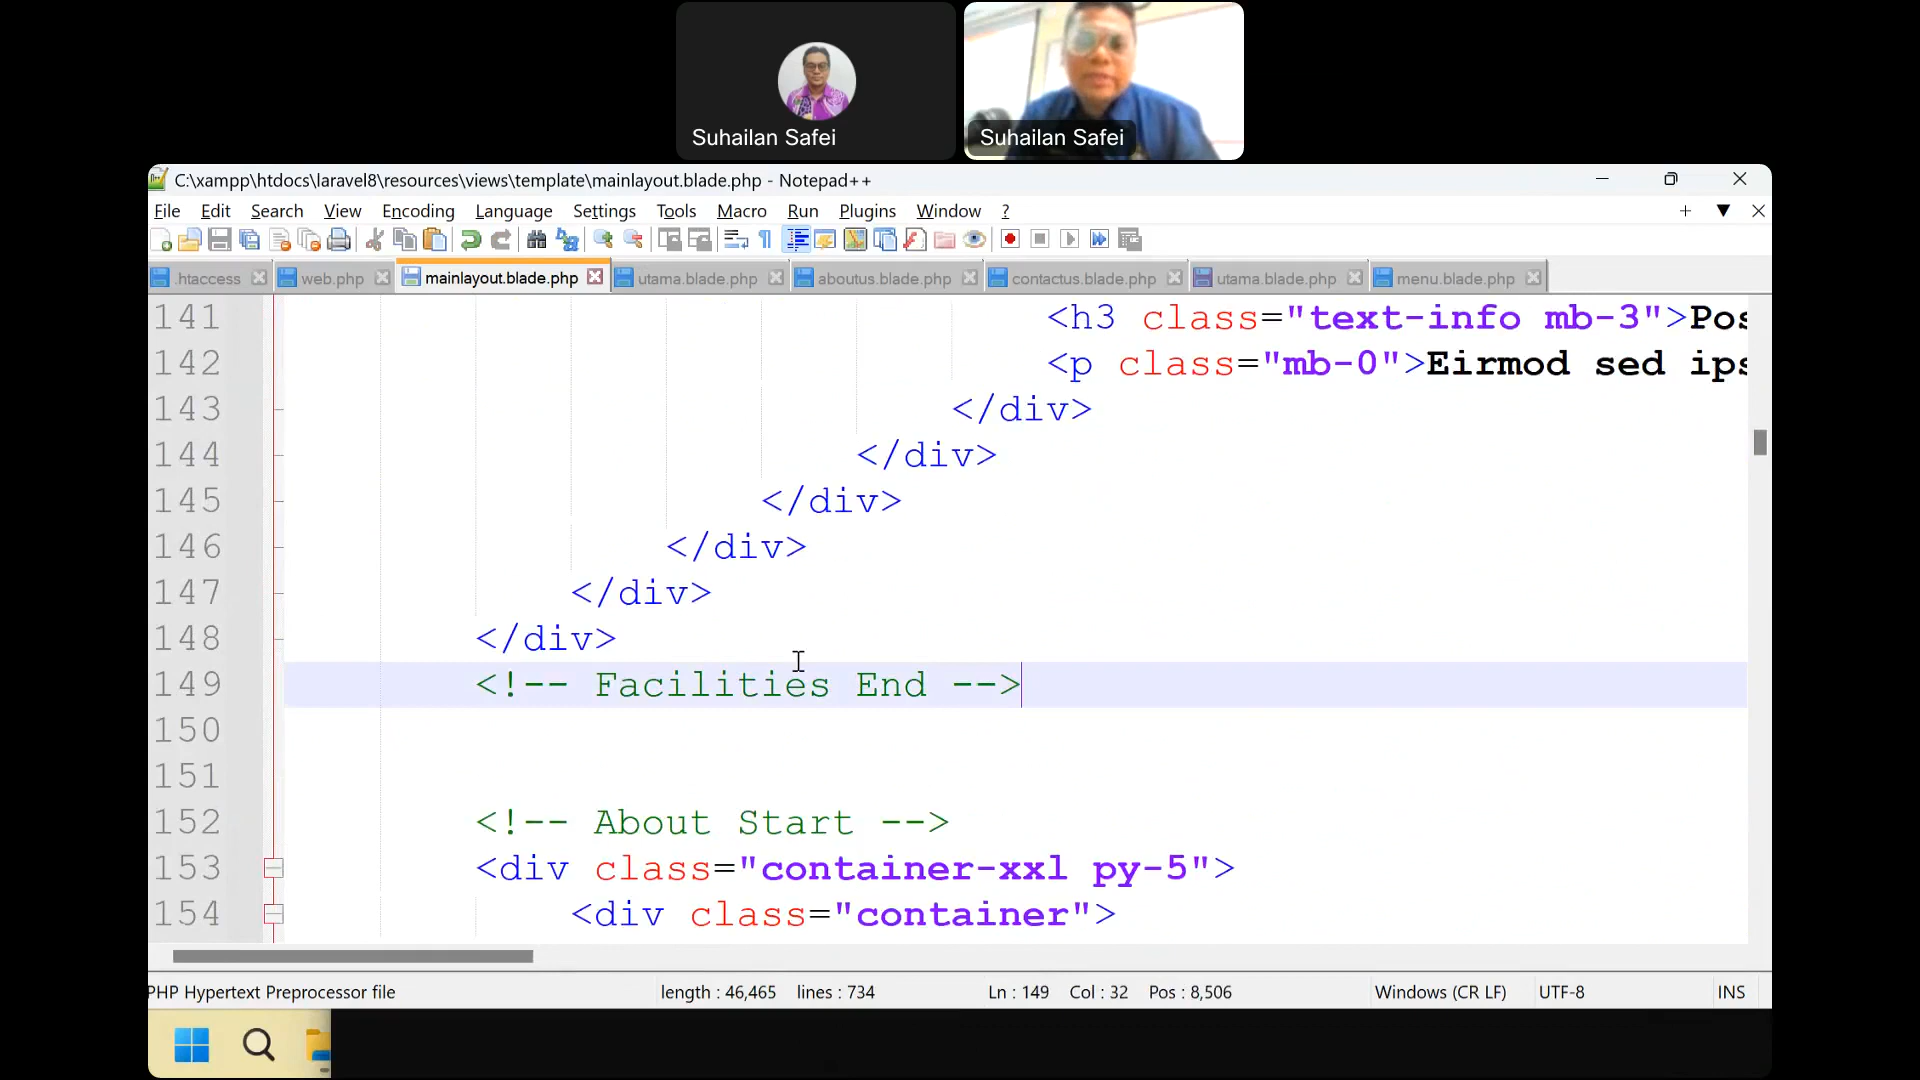 Suhailan Safei
Suhailan Safei
C:\xampp\htdocs\laravel8\resources\views\template\mainlayout.blade.php - Notepad++
File Edit Search View Encoding Language Settings Tools Macro Run Plugins Window ?
.htaccess web.php mainlayout.blade.php utama.blade.php aboutus.blade.php contactus.blade.php utama.blade.php menu.blade.php
141 <h3 class="text-info mb-3">Pos
142 <p class="mb-0">Eirmod sed ips
143 </div>
144 </div>
145 </div>
146 </div>
147 </div>
148 </div>
149 <!-- Facilities End -->
150
151
152 <!-- About Start -->
153 <div class="container-xxl py-5">
154 <div class="container">
PHP Hypertext Preprocessor file length : 46,465 lines : 734 Ln : 149 Col : 32 Pos : 8,506 Windows (CR LF) UTF-8 INS